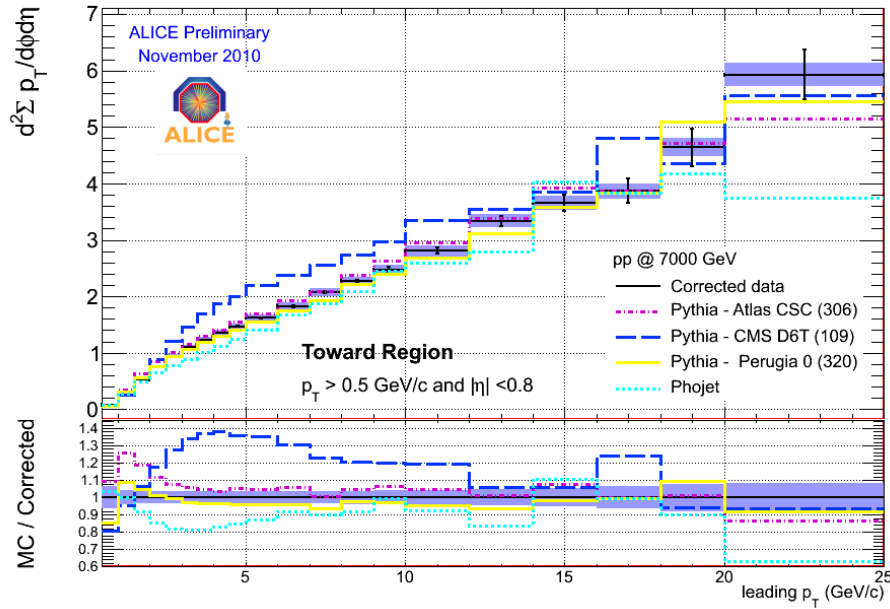 7
6
5
4
3
2
1
0
d²Σ p_T/dϕdη
ALICE Preliminary
November 2010
ALICE
pp @ 7000 GeV
Corrected data
Pythia - Atlas CSC (306)
Pythia - CMS D6T (109)
Pythia - Perugia 0 (320)
Phojet
Toward Region
p_T > 0.5 GeV/c and |η| <0.8
MC / Corrected
1.4
1.3
1.2
1.1
1
0.9
0.8
0.7
0.6
5
10
15
20
25
leading p_T (GeV/c)